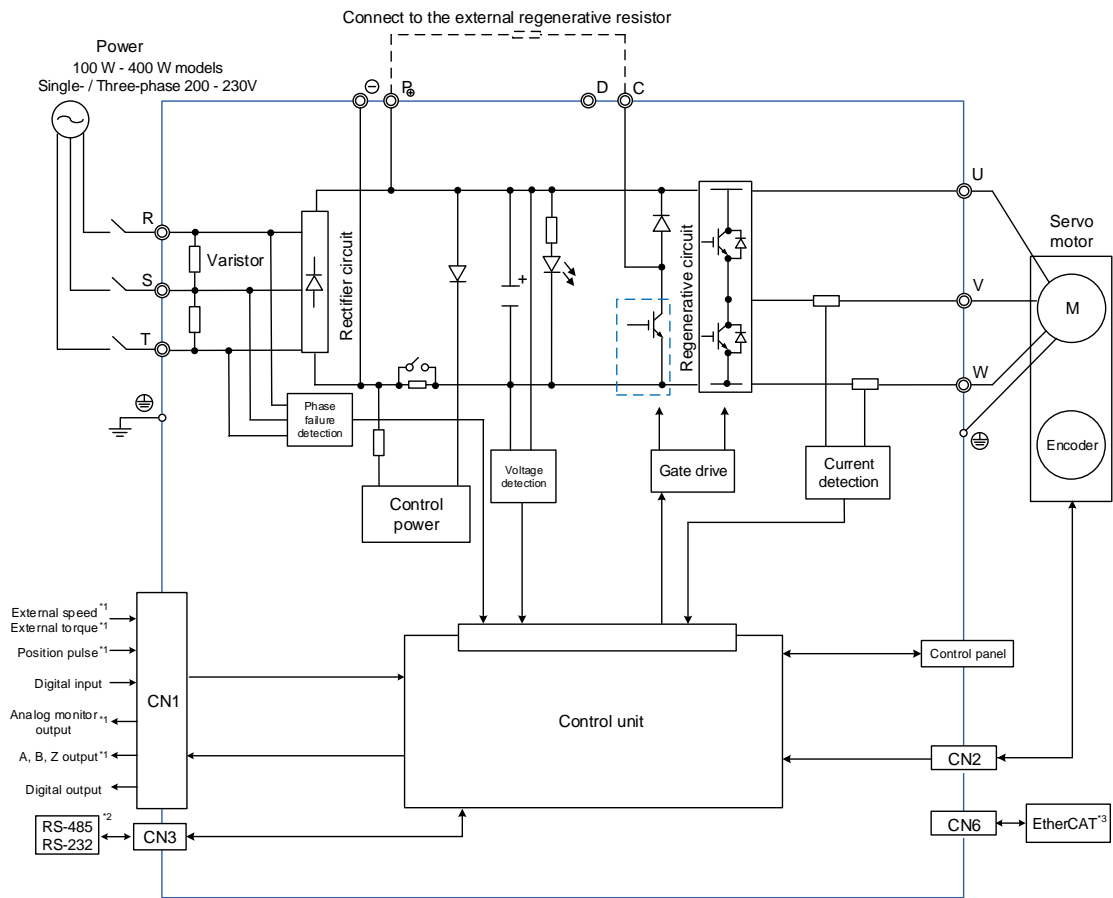 Connect to the external regenerative resistor
Power
100 W - 400 W models
Single- / Three-phase 200 - 230V
P⊕
D
C
R
S
T
Varistor
Rectifier circuit
Regenerative circuit
U
V
W
Servo
motor
M
Encoder
Phase
failure
detection
Control
power
Voltage
detection
Gate drive
Current
detection
External speed*1
External torque*1
Position pulse*1
Digital input
Analog monitor*1
output
A, B, Z output*1
Digital output
CN1
Control unit
Control panel
CN2
RS-485*2
RS-232
CN3
CN6
EtherCAT*3